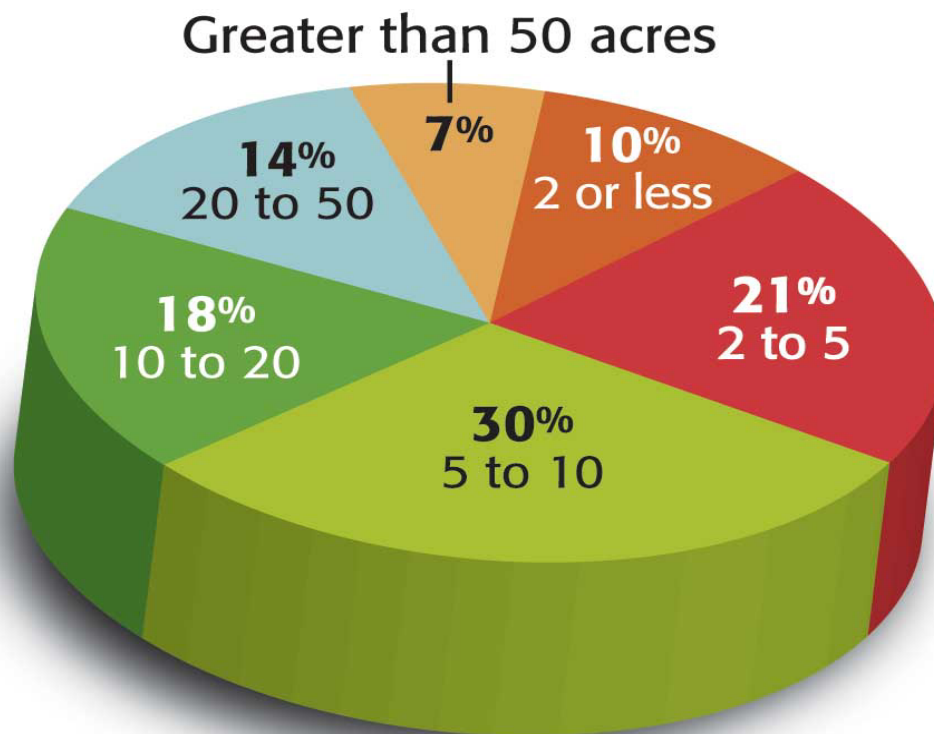 Greater than 50 acres
7%
10%
2 or less
21%
2 to 5
30%
5 to 10
18%
10 to 20
14%
20 to 50